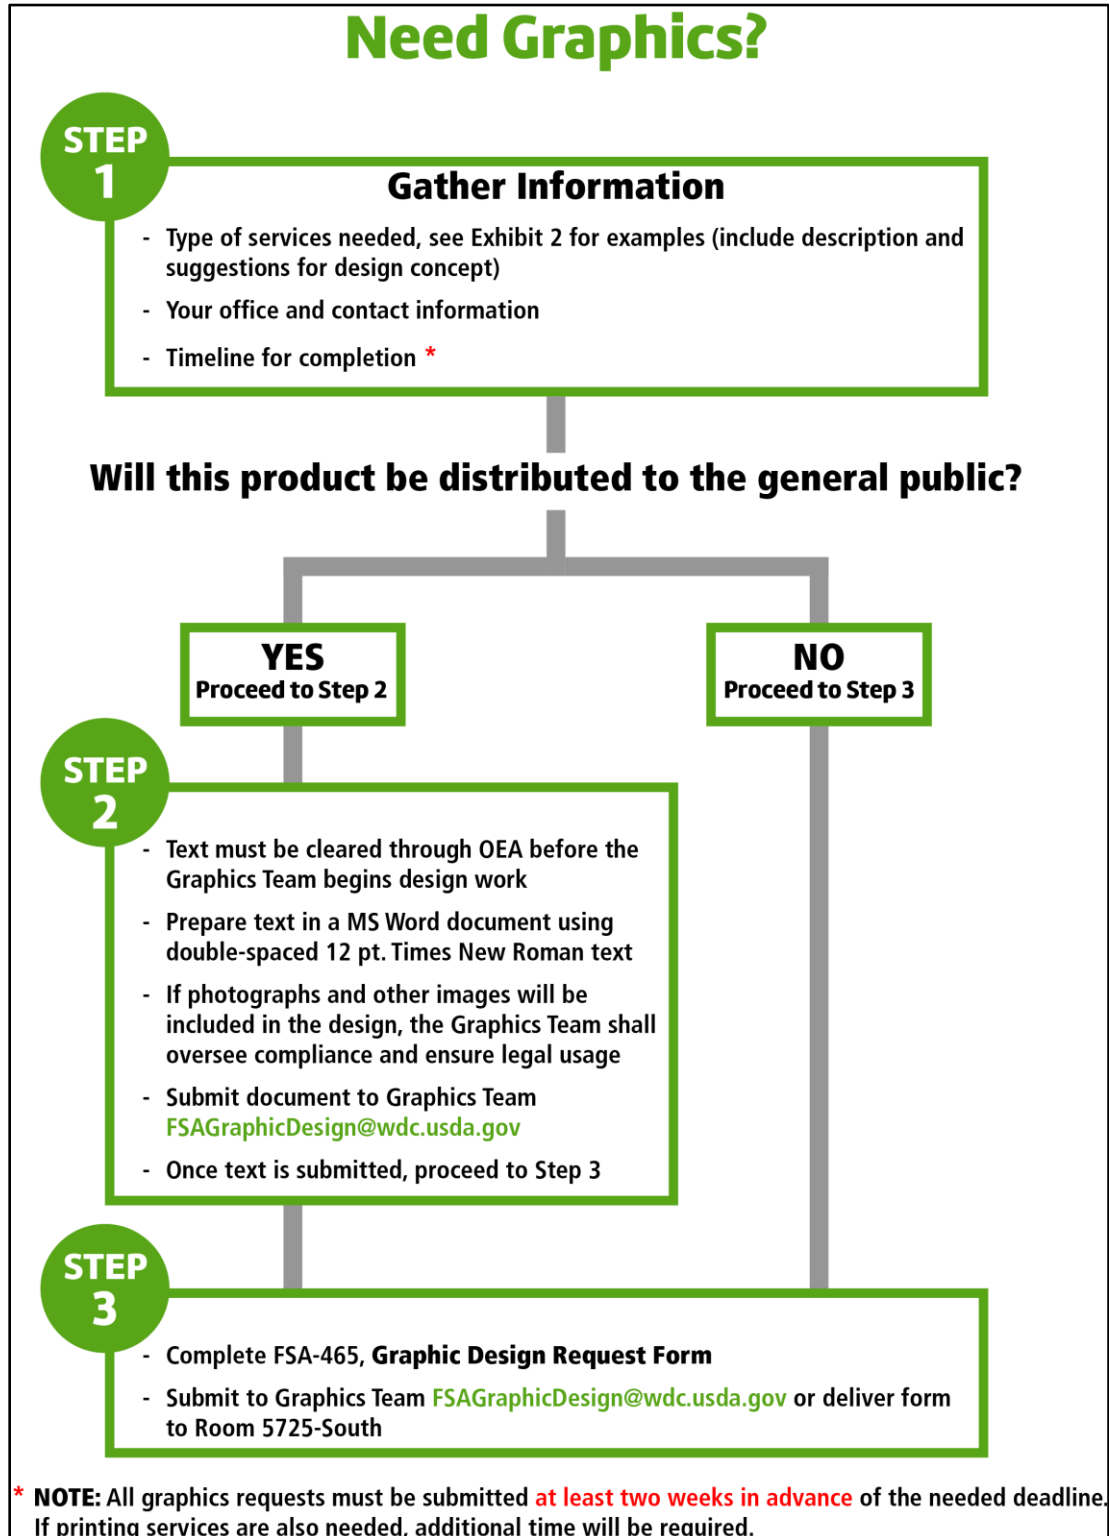 Need Graphics?
STEP
1
Gather Information
- Type of services needed, see Exhibit 2 for examples (include description and
suggestions for design concept)
- Your office and contact information
- Timeline for completion *
Will this product be distributed to the general public?
YES
Proceed to Step 2
NO
Proceed to Step 3
STEP
2
- Text must be cleared through OEA before the
Graphics Team begins design work
- Prepare text in a MS Word document using
double-spaced 12 pt. Times New Roman text
- If photographs and other images will be
included in the design, the Graphics Team shall
oversee compliance and ensure legal usage
- Submit document to Graphics Team
FSAGraphicDesign@wdc.usda.gov
- Once text is submitted, proceed to Step 3
STEP
3
- Complete FSA-465, Graphic Design Request Form
- Submit to Graphics Team FSAGraphicDesign@wdc.usda.gov or deliver form
to Room 5725-South
* NOTE: All graphics requests must be submitted at least two weeks in advance of the needed deadline.
If printing services are also needed, additional time will be required.